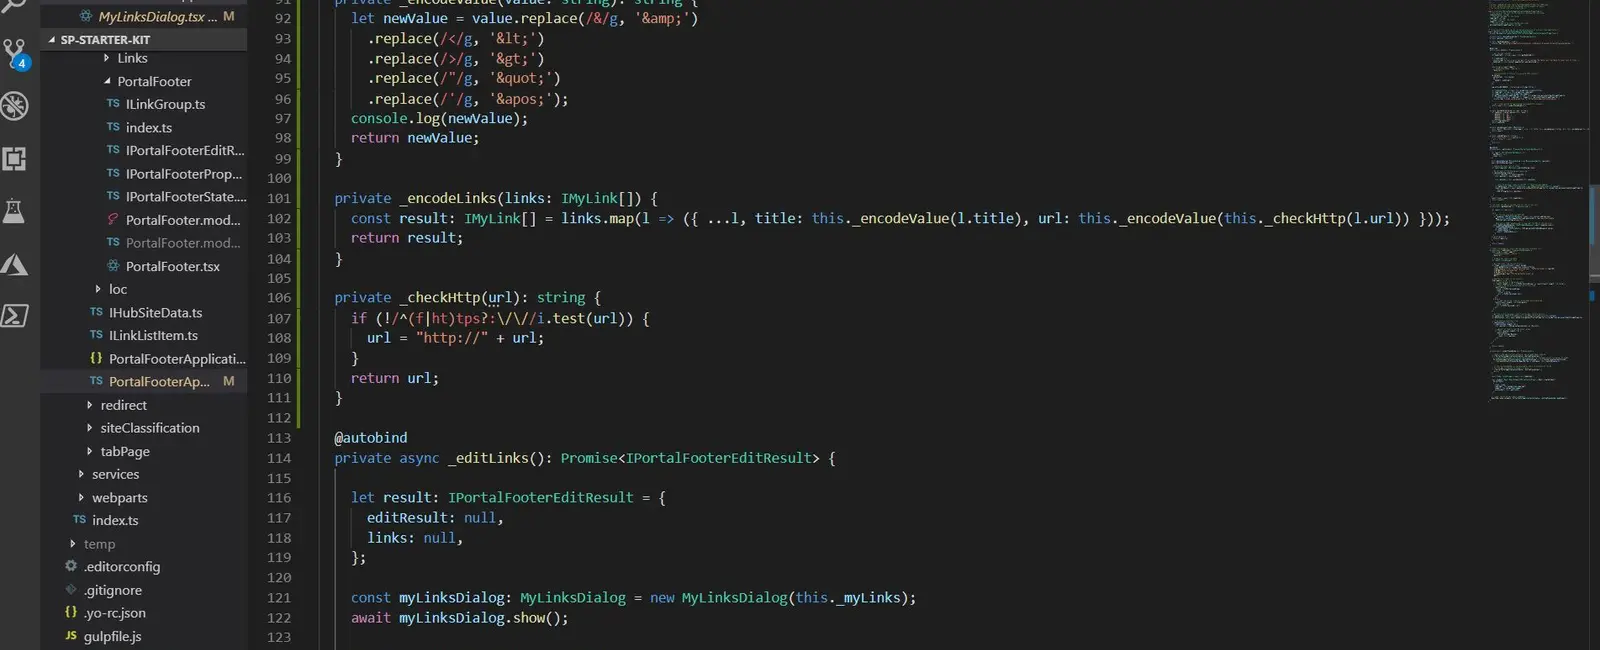 MyLinksDialog.tsx ... M
SP-STARTER-KIT
4
Links
PortalFooter
TS ILinkGroup.ts
TS index.ts
TS IPortalFooterEditR...
TS IPortalFooterProp...
TS IPortalFooterState....
PortalFooter.mod...
PortalFooter.mod...
PortalFooter.tsx
loc
TS IHubSiteData.ts
TS ILinkListItem.ts
{} PortalFooterApplicati...
TS PortalFooterAp... M
redirect
siteClassification
tabPage
services
webparts
TS index.ts
temp
.editorconfig
.gitignore
{} .yo-rc.json
JS gulpfile.js
91 private _encodeValue(value: string): string {
92 let newValue = value.replace(/&/g, '&amp;')
93 .replace(/</g, '&lt;')
94 .replace(/>/g, '&gt;')
95 .replace(/"/g, '&quot;')
96 .replace(/'/g, '&apos;');
97 console.log(newValue);
98 return newValue;
99 }
100
101 private _encodeLinks(links: IMyLink[]) {
102 const result: IMyLink[] = links.map(l => ({ ...l, title: this._encodeValue(l.title), url: this._encodeValue(this._checkHttp(l.url)) }));
103 return result;
104 }
105
106 private _checkHttp(url): string {
107 if (!/^(f|ht)tps?:\/\//i.test(url)) {
108 url = "http://" + url;
109 }
110 return url;
111 }
112
113 @autobind
114 private async _editLinks(): Promise<IPortalFooterEditResult> {
115
116 let result: IPortalFooterEditResult = {
117 editResult: null,
118 links: null,
119 };
120
121 const myLinksDialog: MyLinksDialog = new MyLinksDialog(this._myLinks);
122 await myLinksDialog.show();
123